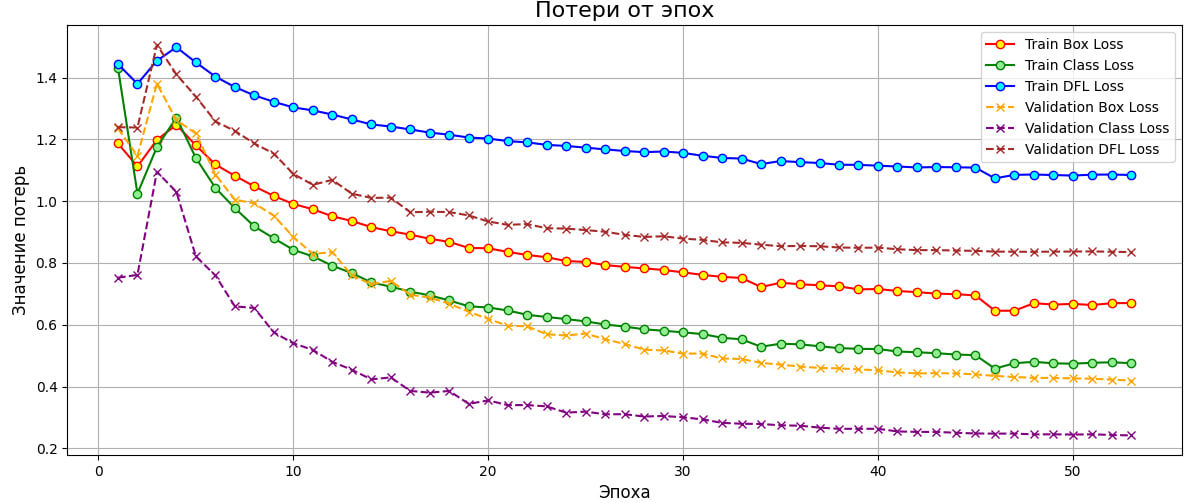 Потери от эпох
Значение потерь
1.4
1.2
1.0
0.8
0.6
0.4
0.2
0
10
20
30
40
50
Эпоха
Train Box Loss
Train Class Loss
Train DFL Loss
Validation Box Loss
Validation Class Loss
Validation DFL Loss